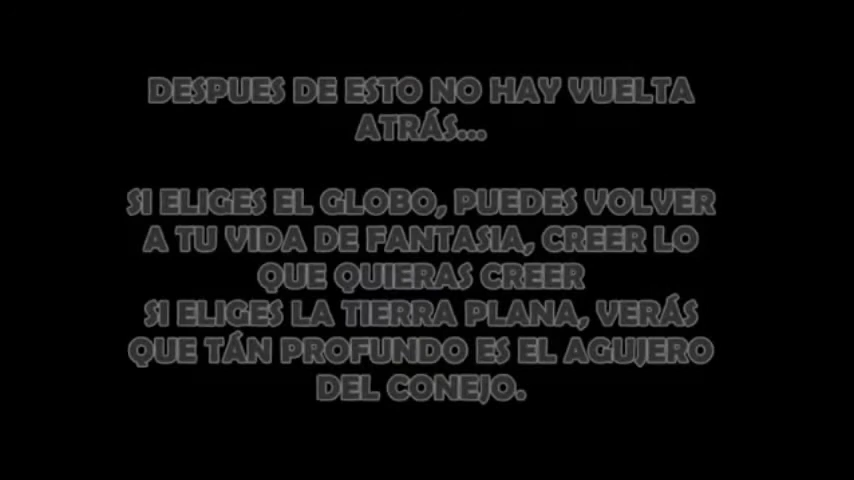 DESPUES DE ESTO NO HAY VUELTA
ATRÁS...
SI ELIGES EL GLOBO, PUEDES VOLVER
A TU VIDA DE FANTASIA, CREER LO
QUE QUIERAS CREER
SI ELIGES LA TIERRA PLANA, VERÁS
QUE TÁN PROFUNDO ES EL AGUJERO
DEL CONEJO.